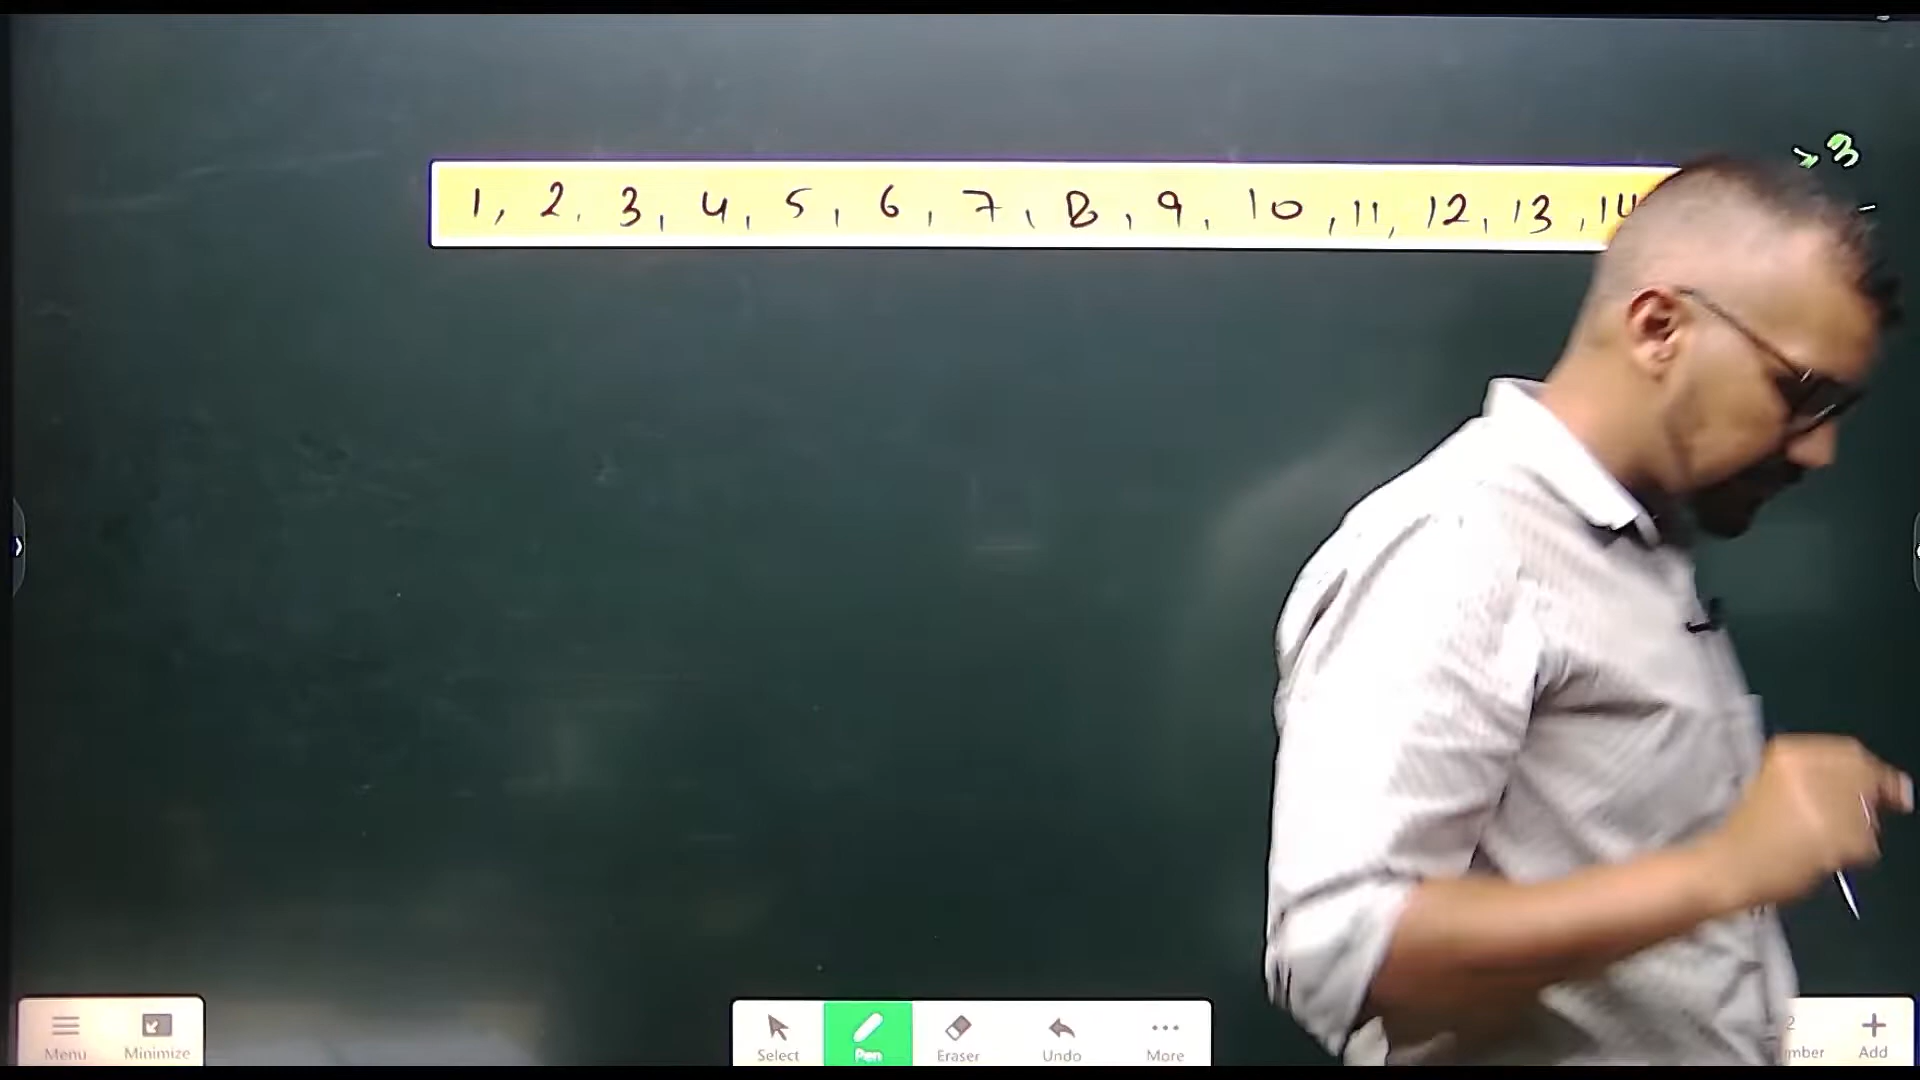 > 3
1, 2, 3, 4, 5, 6, 7, 8, 9, 10, 11, 12, 13, 14
Menu Minimize Select Pen Eraser Undo More 2 Add